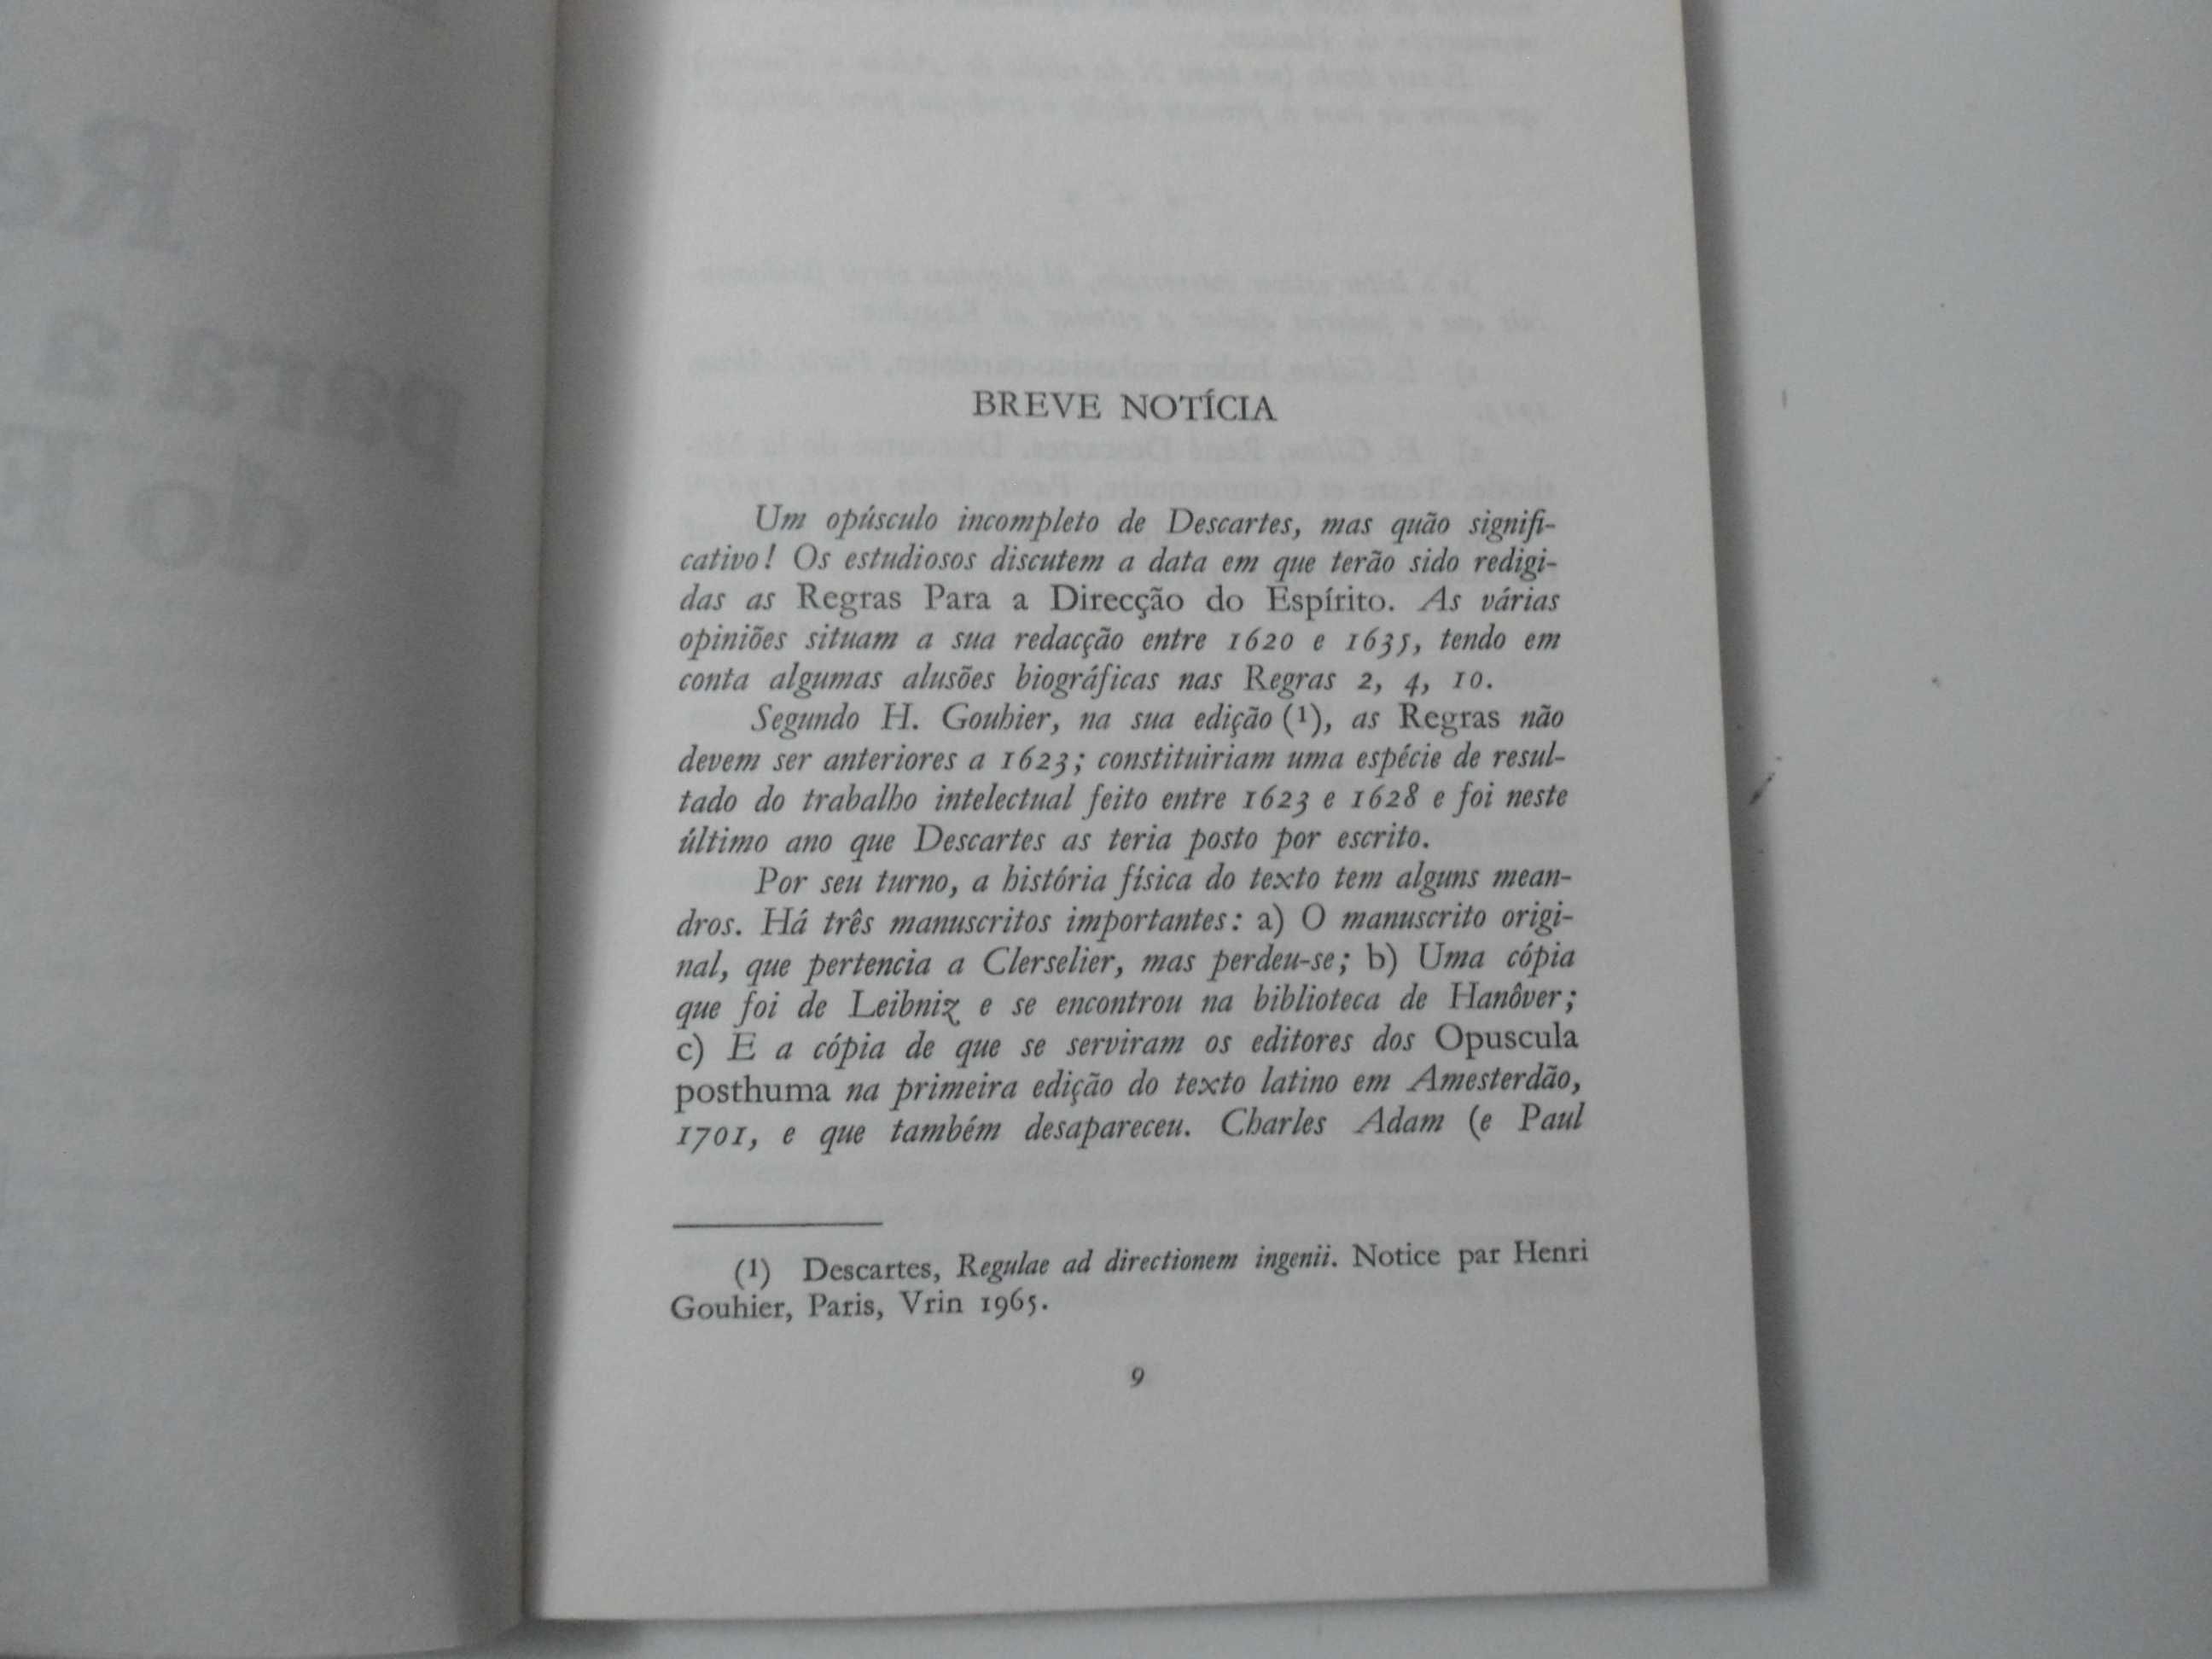 BREVE NOTÍCIA
Um opúsculo incompleto de Descartes, mas quão signifi-
cativo! Os estudiosos discutem a data em que terão sido redigi-
das as Regras Para a Direcção do Espírito. As várias
opiniões situam a sua redacção entre 1620 e 1635, tendo em
conta algumas alusões biográficas nas Regras 2, 4, 10.
Segundo H. Gouhier, na sua edição (1), as Regras não
devem ser anteriores a 1623; constituiriam uma espécie de resul-
tado do trabalho intelectual feito entre 1623 e 1628 e foi neste
último ano que Descartes as teria posto por escrito.
Por seu turno, a história física do texto tem alguns mean-
dros. Há três manuscritos importantes: a) O manuscrito origi-
nal, que pertencia a Clerselier, mas perdeu-se; b) Uma cópia
que foi de Leibniz e se encontrou na biblioteca de Hanôver;
c) E a cópia de que se serviram os editores dos Opuscula
posthuma na primeira edição do texto latino em Amesterdão,
1701, e que também desapareceu. Charles Adam (e Paul
(1) Descartes, Regulae ad directionem ingenii. Notice par Henri
Gouhier, Paris, Vrin 1965.
9